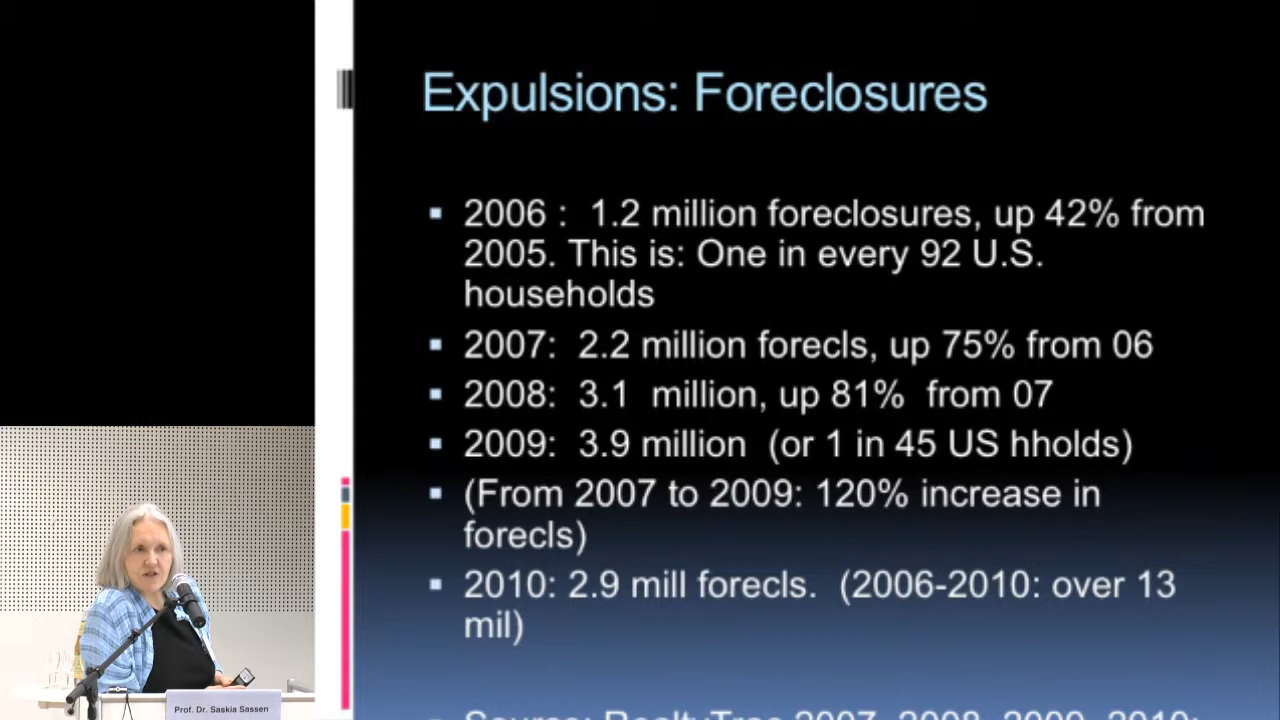 Expulsions: Foreclosures
2006 : 1.2 million foreclosures, up 42% from
2005. This is: One in every 92 U.S.
households
2007: 2.2 million forecls, up 75% from 06
2008: 3.1 million, up 81% from 07
2009: 3.9 million (or 1 in 45 US hholds)
(From 2007 to 2009: 120% increase in
forecls)
2010: 2.9 mill forecls. (2006-2010: over 13
mil)
Source: RealtyTrac 2007, 2008, 2009, 2010;
Prof. Dr. Saskia Sassen